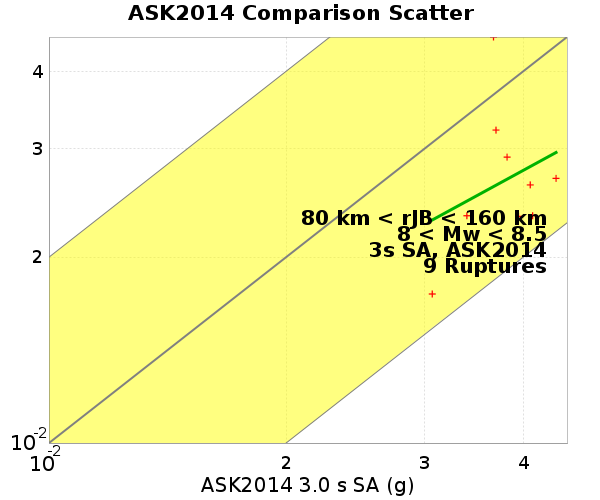 ASK2014 Comparison Scatter
4
3
2
10^-2
80 km < rJB < 160 km
8 < Mw < 8.5
3s SA, ASK2014
9 Ruptures
10^-2
2
3
4
ASK2014 3.0 s SA (g)